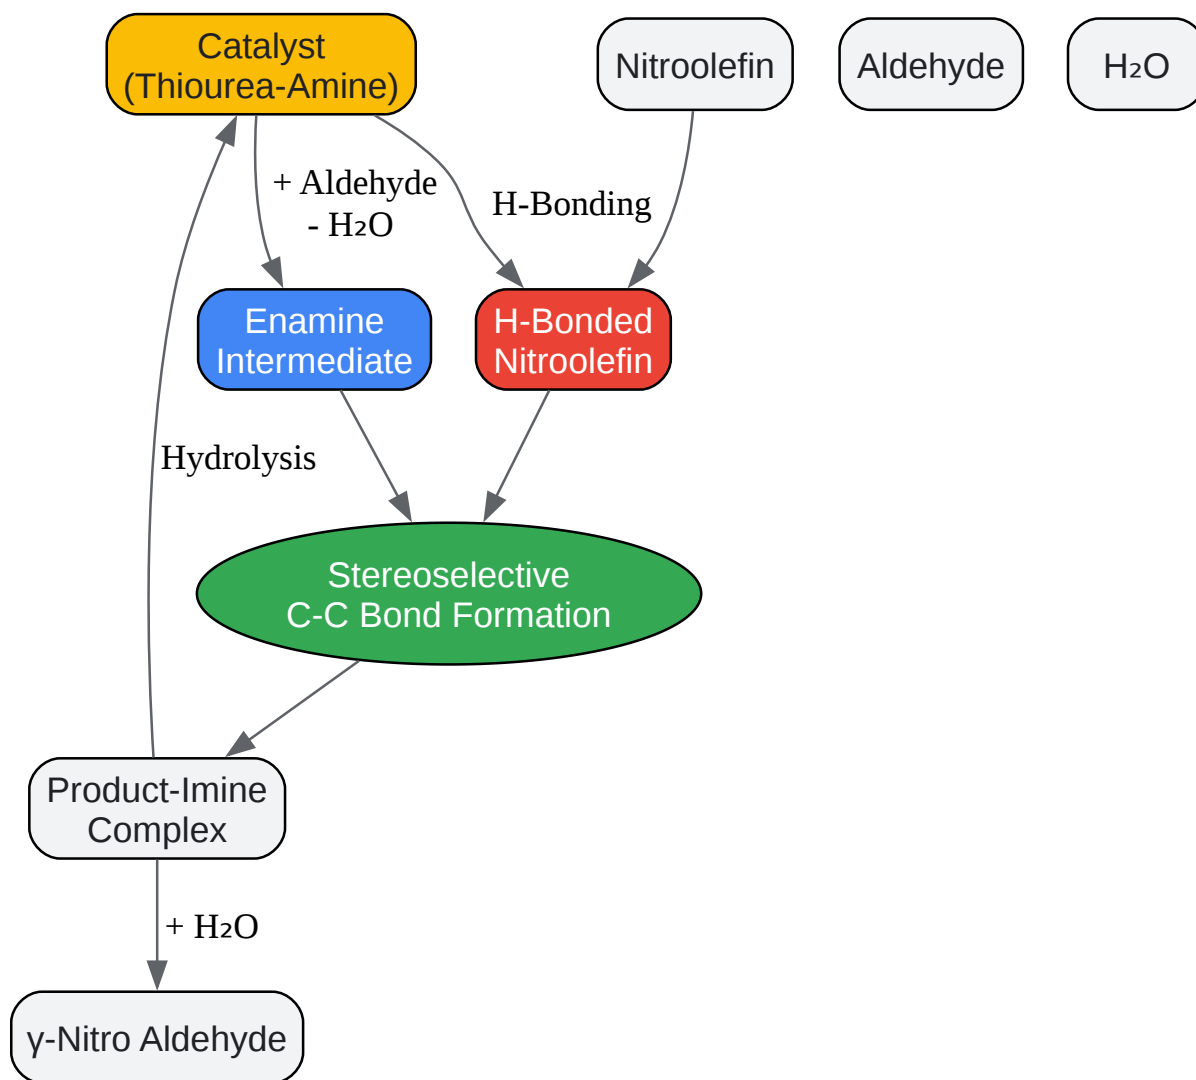 Catalyst
(Thiourea-Amine)
Nitroolefin
Aldehyde
H₂O
+ Aldehyde
- H₂O
H-Bonding
Enamine
Intermediate
H-Bonded
Nitroolefin
Hydrolysis
Stereoselective
C-C Bond Formation
Product-Imine
Complex
+ H₂O
γ-Nitro Aldehyde